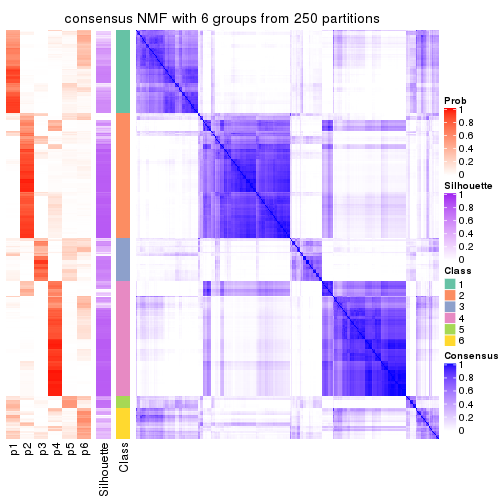 consensus NMF with 6 groups from 250 partitions
Prob
1
0.8
0.6
0.4
0.2
0
Silhouette
1
0.8
0.6
0.4
0.2
0
Class
1
2
3
4
5
6
Consensus
1
0.8
0.6
0.4
0.2
0
p1
p2
p3
p4
p5
p6
Silhouette
Class